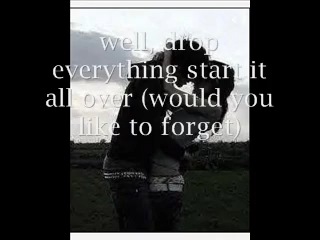 well, drop
everything start it
all over (would you
like to forget)